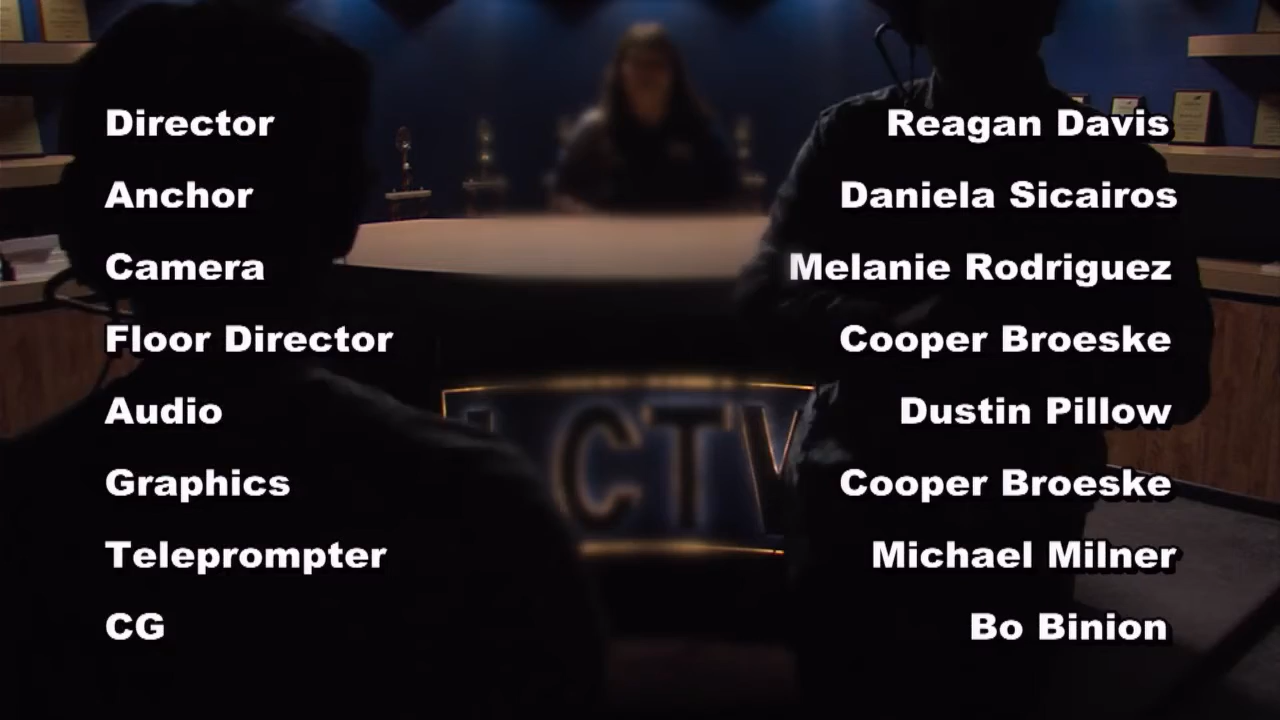 Director Reagan Davis
Anchor Daniela Sicairos
Camera Melanie Rodriguez
Floor Director Cooper Broeske
Audio Dustin Pillow
Graphics Cooper Broeske
Teleprompter Michael Milner
CG Bo Binion
CTV